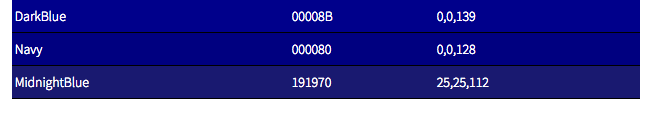 DarkBlue 00008B 0,0,139
Navy 000080 0,0,128
MidnightBlue 191970 25,25,112